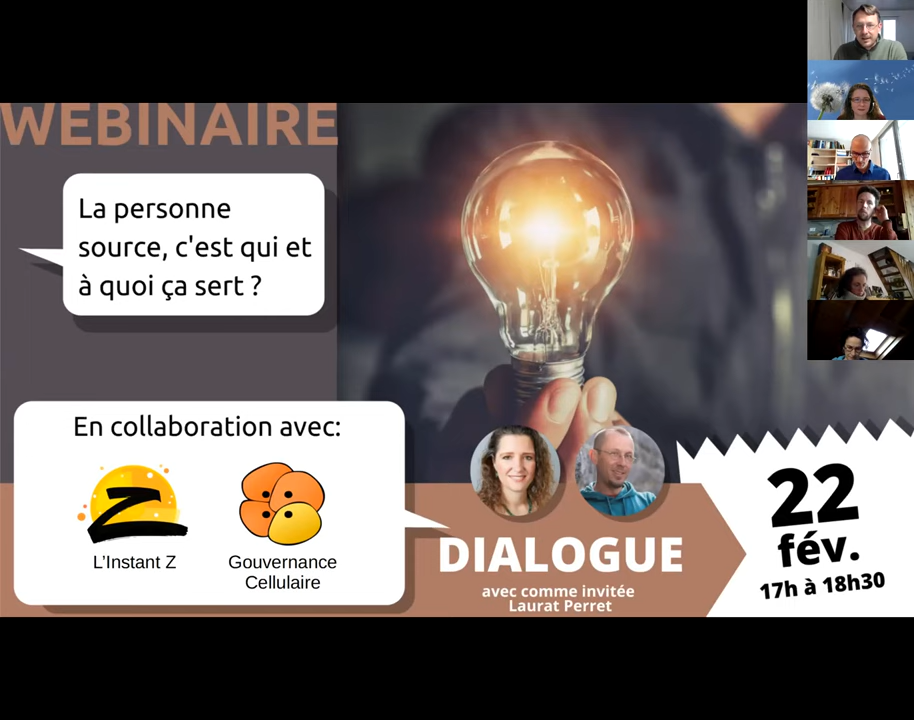 WEBINAIRE
La personne
source, c'est qui et
à quoi ça sert ?
En collaboration avec:
Z
L'Instant Z
Gouvernance
Cellulaire
DIALOGUE
avec comme invitée
Laurat Perret
22
fév.
17h à 18h30